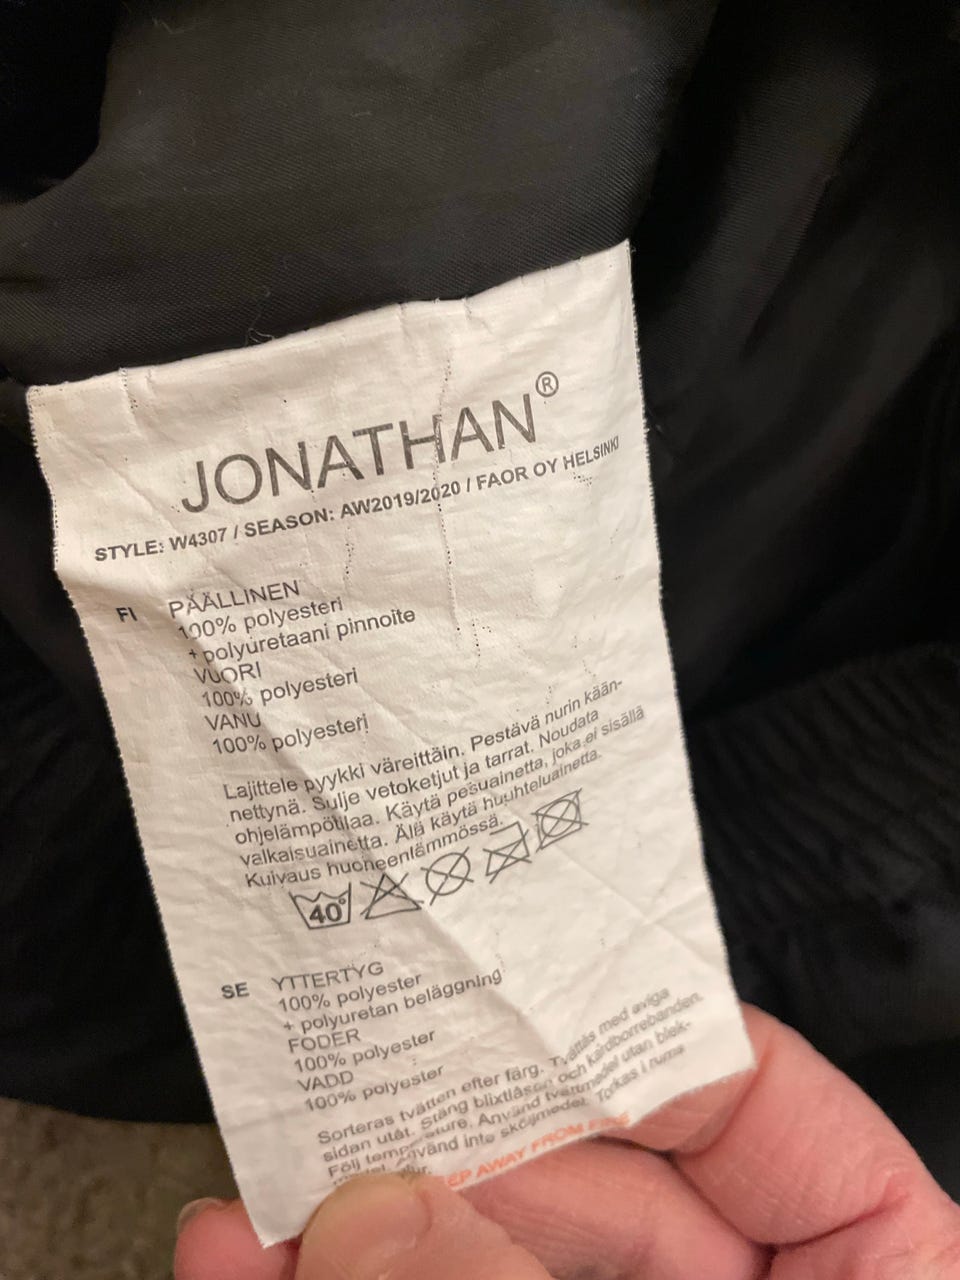 JONATHAN®
STYLE: W4307 / SEASON: AW2019/2020 / FAOR OY HELSINKI
FI PÄÄLLINEN
100% polyesteri
+ polyuretaani pinnoite
VUORI
100% polyesteri
VANU
100% polyesteri
Lajittele pyykki väreittäin. Pestävä nurin kään-
nettynä. Sulje vetoketjut ja tarrat. Noudata
ohjelämpötilaa. Käytä pesuainetta, joka ei sisällä
valkaisuainetta. Älä käytä huuhteluainetta.
Kuivaus huoneenlämmössä.
40°
SE YTTERTYG
100% polyester
+ polyuretan beläggning
FODER
100% polyester
VADD
100% polyester
Sorteras tvätten efter färg. Tvättäs med aviga
sidan utåt. Stäng blixtlåsen och kardborrebanden.
Följ Använd tvättmedel utan blek-
Använd inte sköljmedel. Torkas i rums
AWAY FROM FIRE